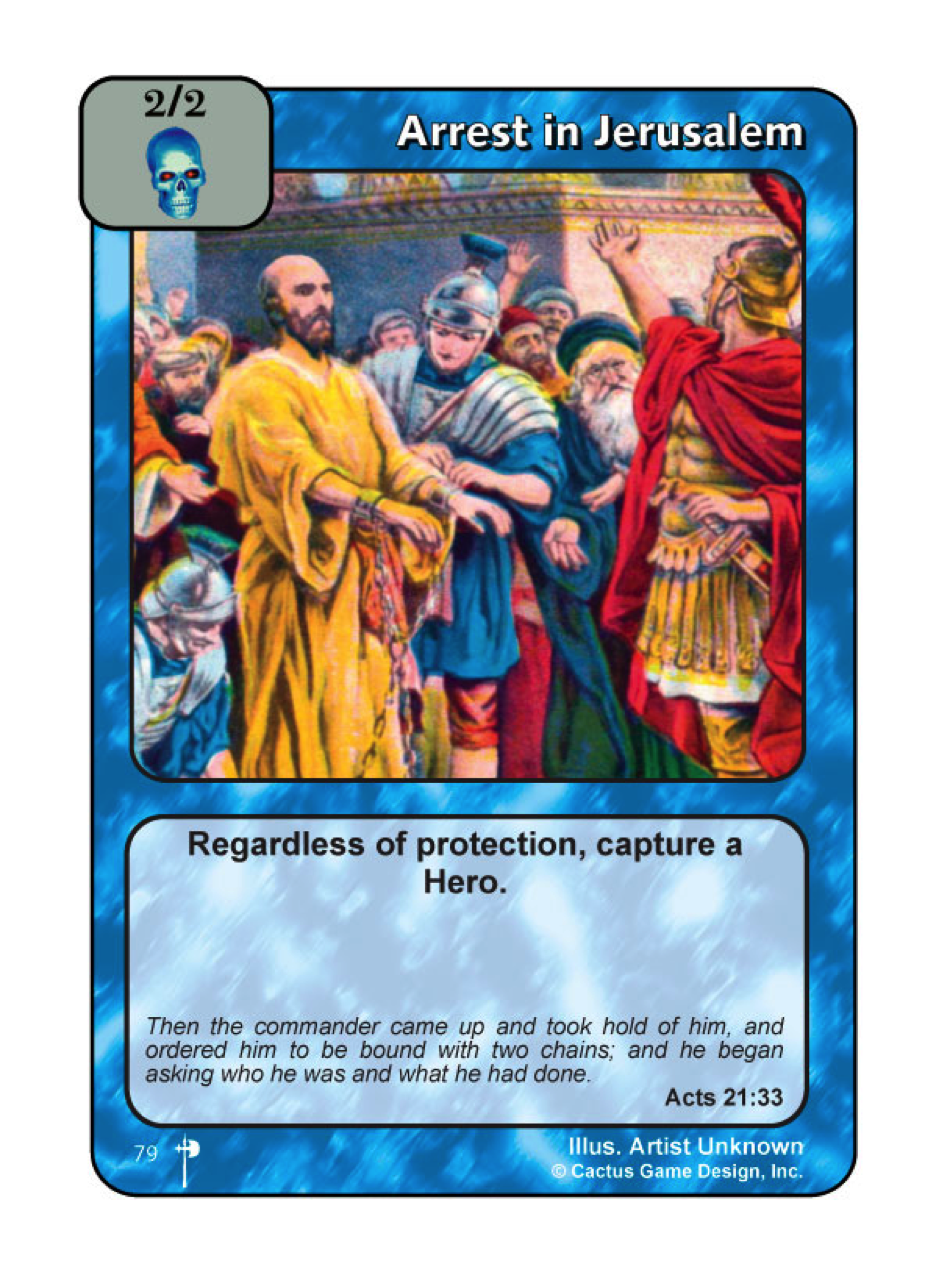 2/2
Arrest in Jerusalem
Regardless of protection, capture a
Hero.
Then the commander came up and took hold of him, and
ordered him to be bound with two chains; and he began
asking who he was and what he had done.
Acts 21:33
79
Illus. Artist Unknown
© Cactus Game Design, Inc.